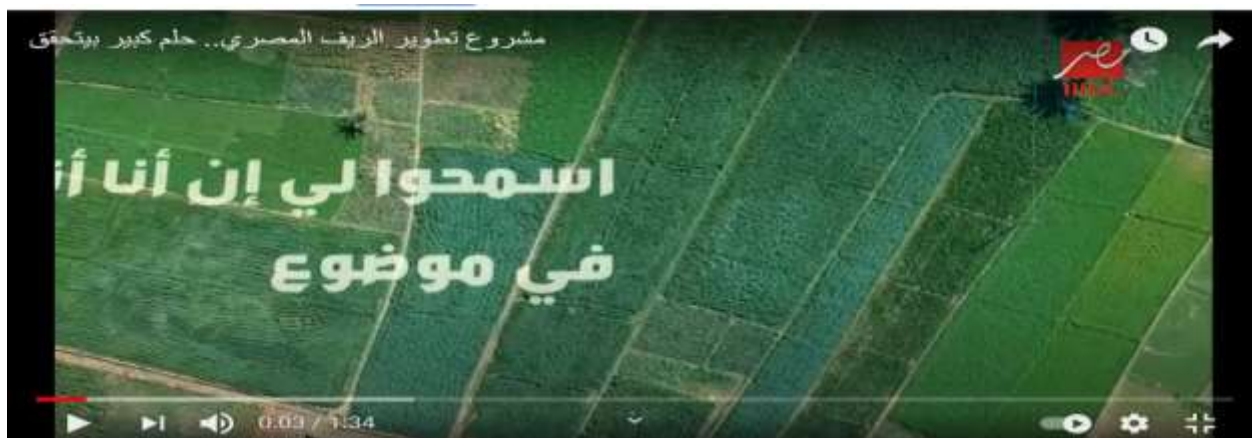 مشروع تطوير الريف المصري.. حلم كبير بيتحقق
مصر
اسمحوا لي إن أنا أ
في موضوع
0:03 / 1:34